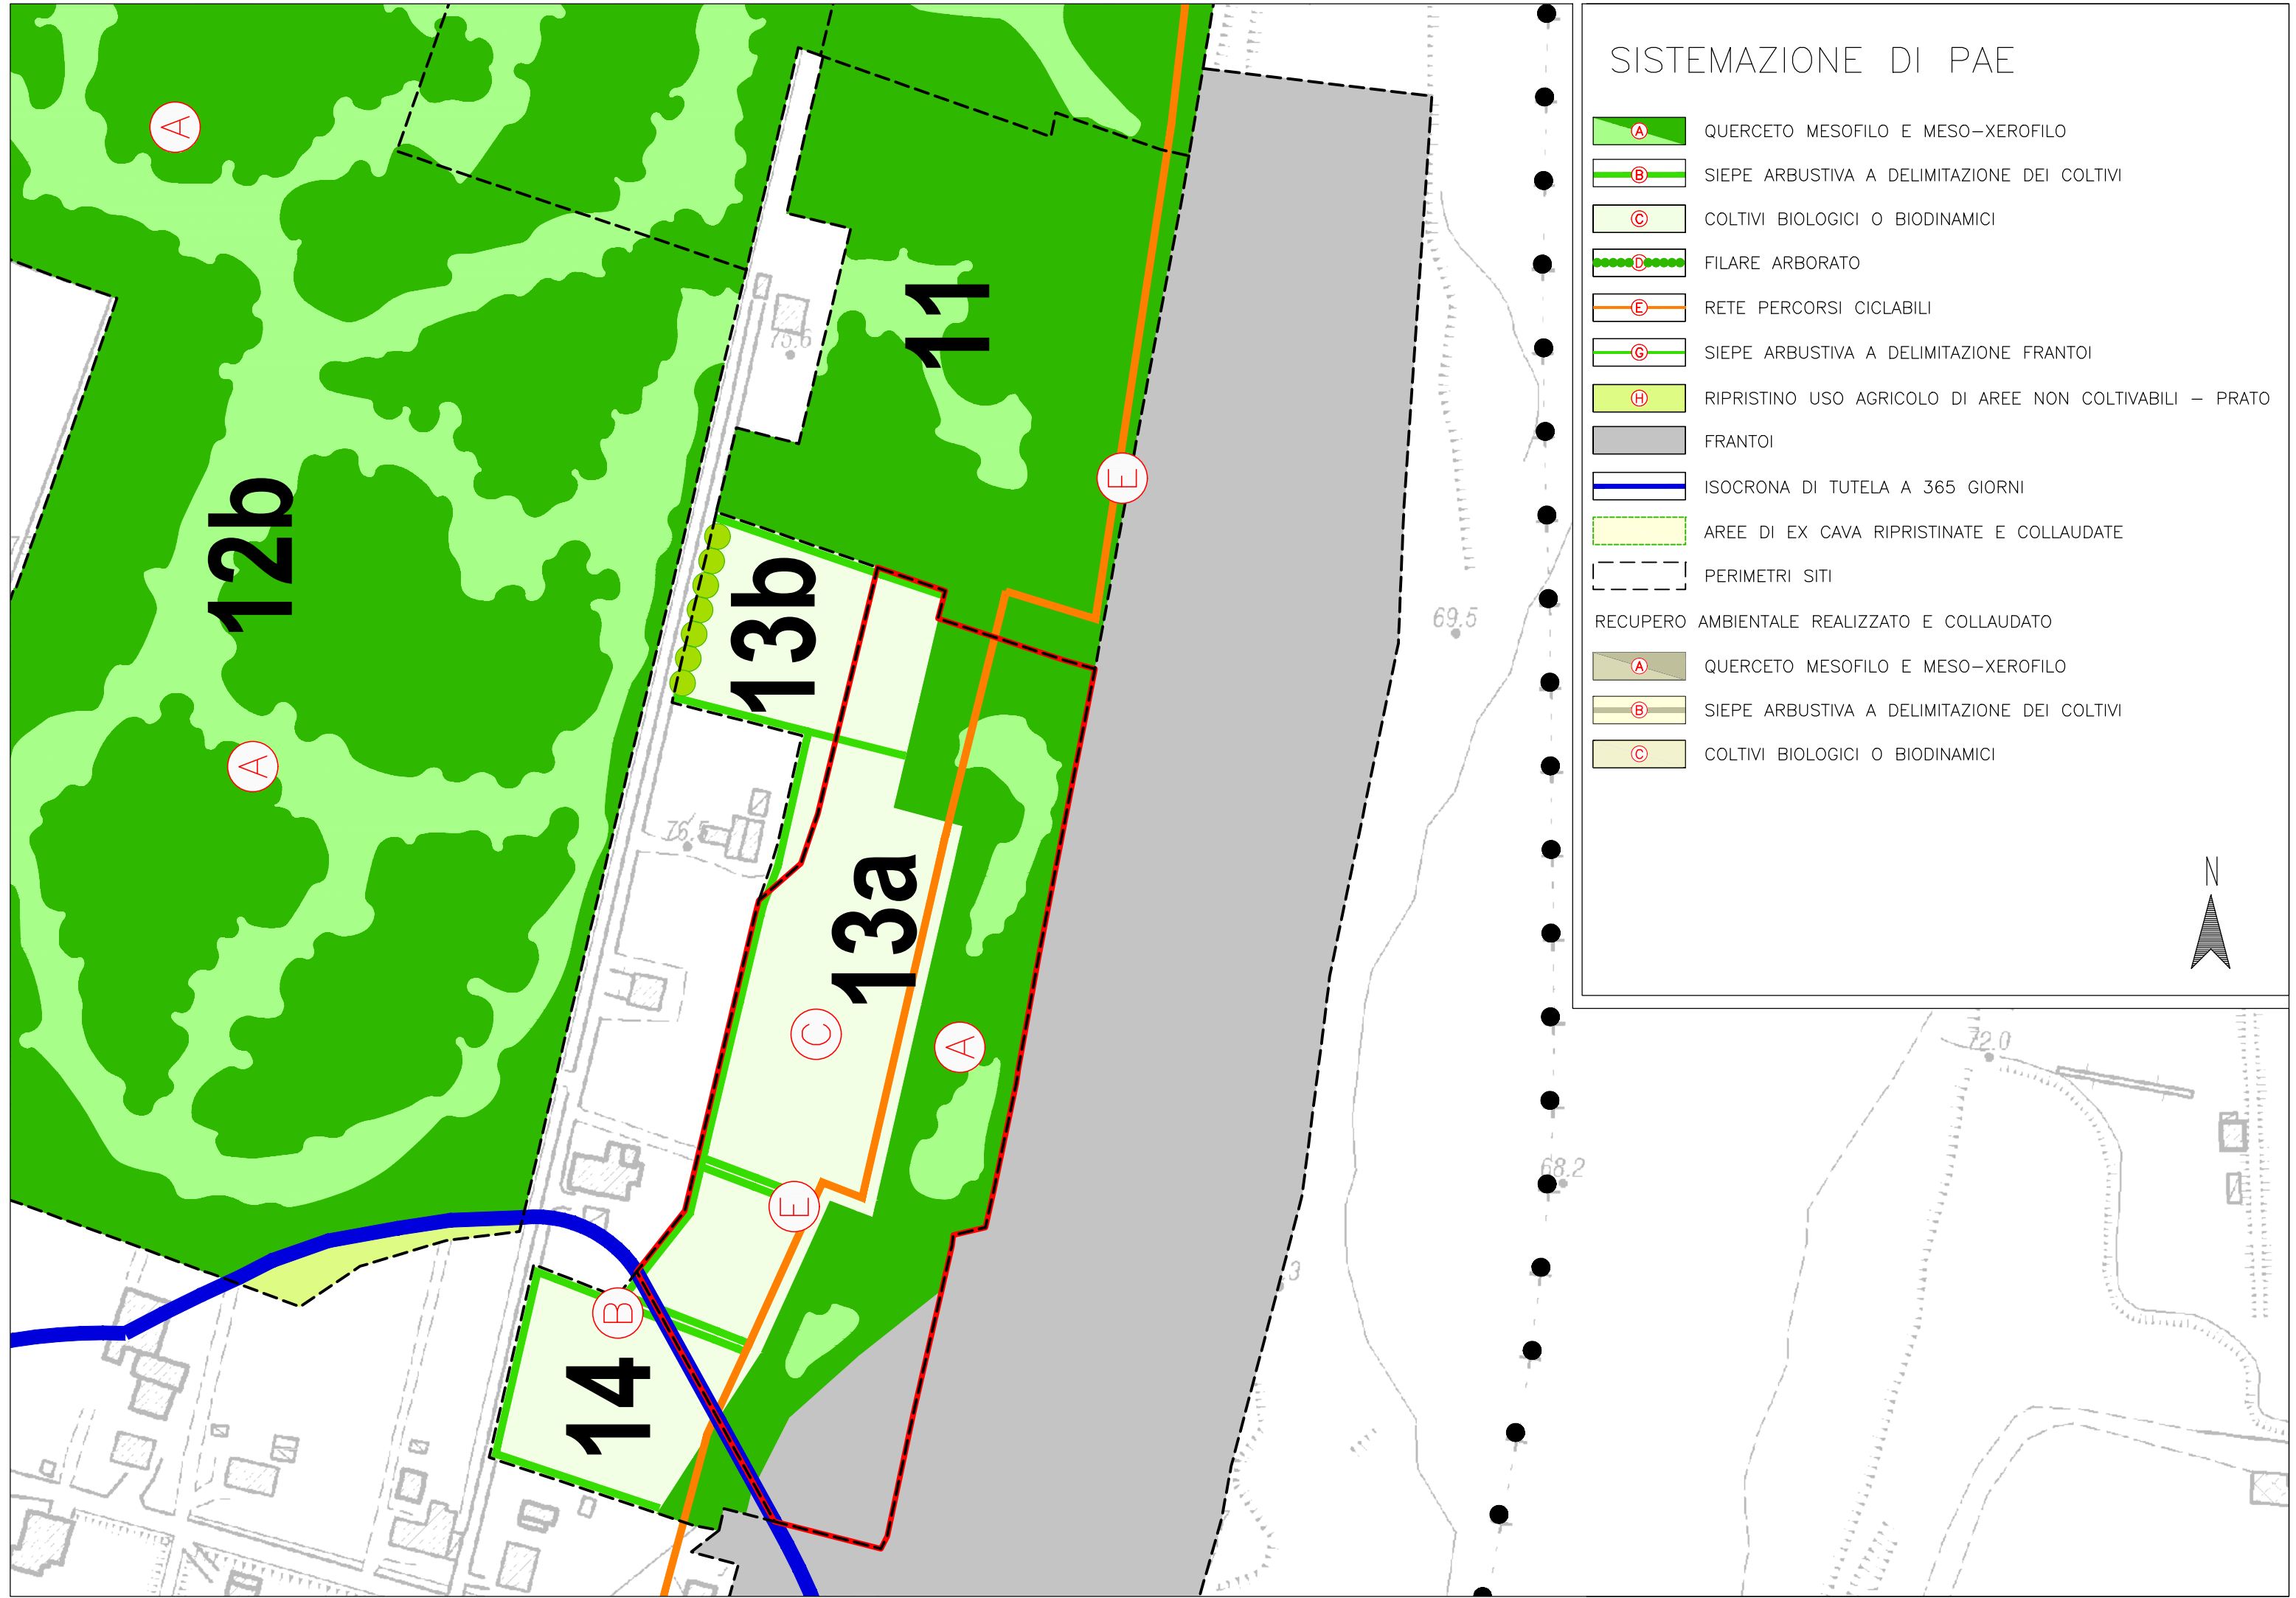 SISTEMAZIONE DI PAE
A QUERCETO MESOFILO E MESO-XEROFILO
B SIEPE ARBUSTIVA A DELIMITAZIONE DEI COLTIVI
C COLTIVI BIOLOGICI O BIODINAMICI
D FILARE ARBORATO
E RETE PERCORSI CICLABILI
G SIEPE ARBUSTIVA A DELIMITAZIONE FRANTOI
H RIPRISTINO USO AGRICOLO DI AREE NON COLTIVABILI - PRATO
FRANTOI
ISOCRONA DI TUTELA A 365 GIORNI
AREE DI EX CAVA RIPRISTINATE E COLLAUDATE
PERIMETRI SITI
RECUPERO AMBIENTALE REALIZZATO E COLLAUDATO
A QUERCETO MESOFILO E MESO-XEROFILO
B SIEPE ARBUSTIVA A DELIMITAZIONE DEI COLTIVI
C COLTIVI BIOLOGICI O BIODINAMICI
N
A
11
75.6
E
12b
13b
69.5
A
76.5
13a
C
A
72.0
E
68.2
B
14